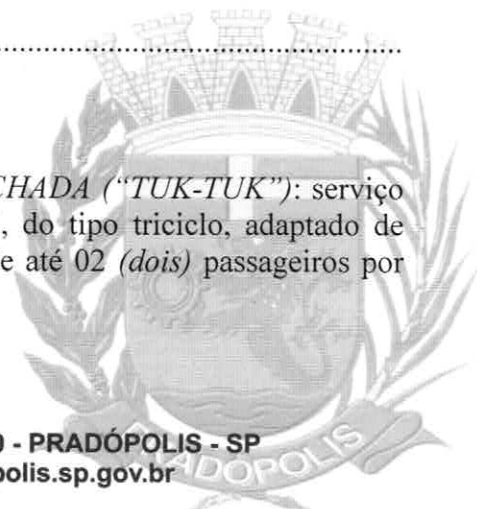 ........................................................
CHADA ("TUK-TUK"): serviço
, do tipo triciclo, adaptado de
e até 02 (dois) passageiros por
0 - PRADÓPOLIS - SP
polis.sp.gov.br
PRADÓPOLIS